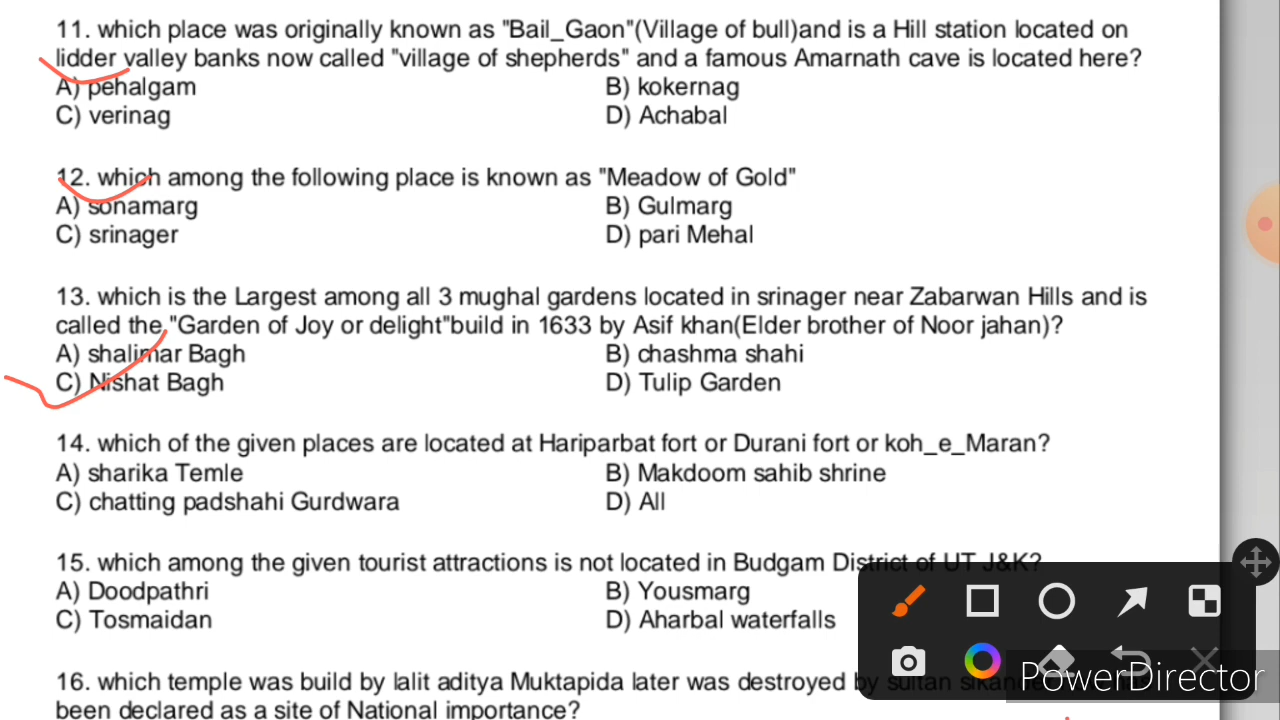 11. which place was originally known as "Bail_Gaon"(Village of bull)and is a Hill station located on
lidder valley banks now called "village of shepherds" and a famous Amarnath cave is located here?
A) pehalgam B) kokernag
C) verinag D) Achabal
12. which among the following place is known as "Meadow of Gold"
A) sonamarg B) Gulmarg
C) srinager D) pari Mehal
13. which is the Largest among all 3 mughal gardens located in srinager near Zabarwan Hills and is
called the "Garden of Joy or delight"build in 1633 by Asif khan(Elder brother of Noor jahan)?
A) shalimar Bagh B) chashma shahi
C) Nishat Bagh D) Tulip Garden
14. which of the given places are located at Hariparbat fort or Durani fort or koh_e_Maran?
A) sharika Temle B) Makdoom sahib shrine
C) chatting padshahi Gurdwara D) All
15. which among the given tourist attractions is not located in Budgam District of UT J&K?
A) Doodpathri B) Yousmarg
C) Tosmaidan D) Aharbal waterfalls
16. which temple was build by lalit aditya Muktapida later was destroyed by sultan
been declared as a site of National importance?
PowerDirector